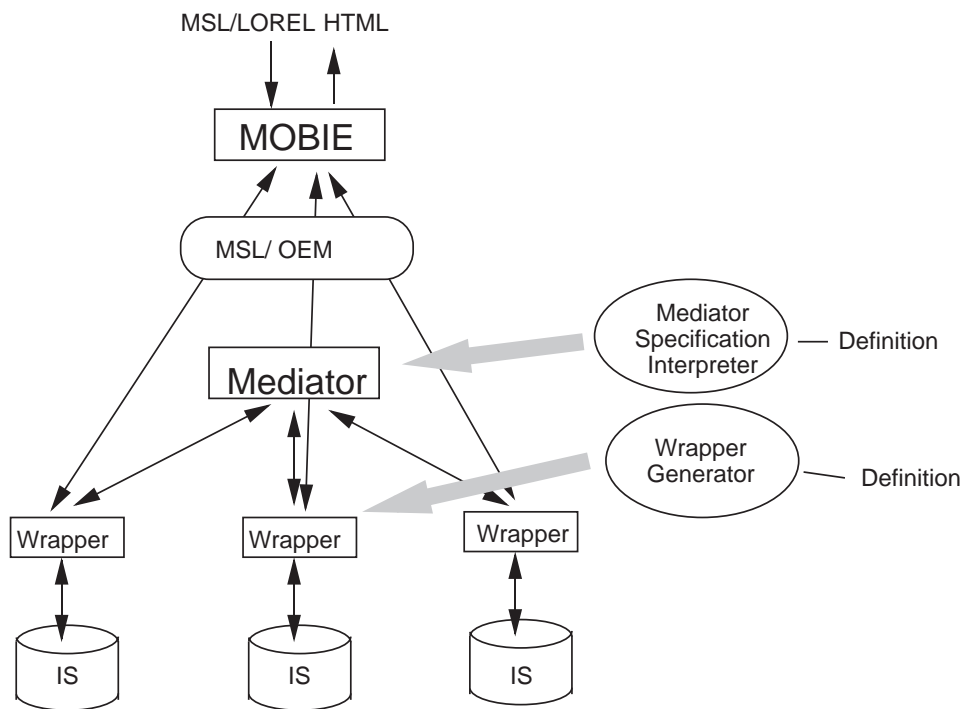 MSL/LOREL HTML
MOBIE
MSL/ OEM
Mediator
Specification
Interpreter
Definition
Mediator
Wrapper
Generator
Definition
Wrapper
Wrapper
Wrapper
IS
IS
IS